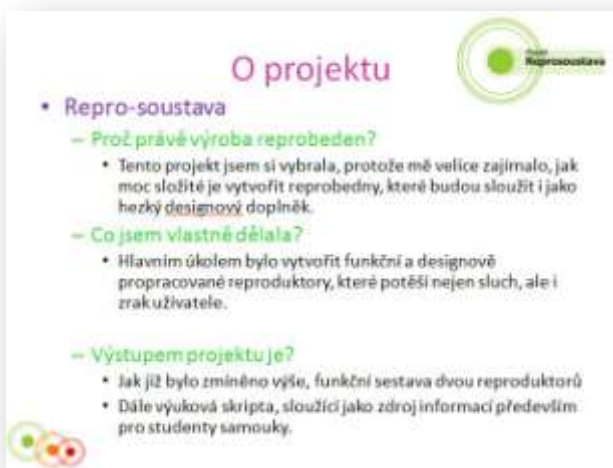 O projektu
Projekt
Reprosoustava
• Repro-soustava
– Proč právě výroba reprobeden?
• Tento projekt jsem si vybrala, protože mě velice zajímalo, jak
moc složité je vytvořit reprobedny, které budou sloužit i jako
hezký designový doplněk.
– Co jsem vlastně dělala?
• Hlavním úkolem bylo vytvořit funkční a designově
propracované reproduktory, které potěší nejen sluch, ale i
zrak uživatele.
– Výstupem projektu je?
• Jak již bylo zmíněno výše, funkční sestava dvou reproduktorů
• Dále výuková skripta, sloužící jako zdroj informací především
pro studenty samouky.